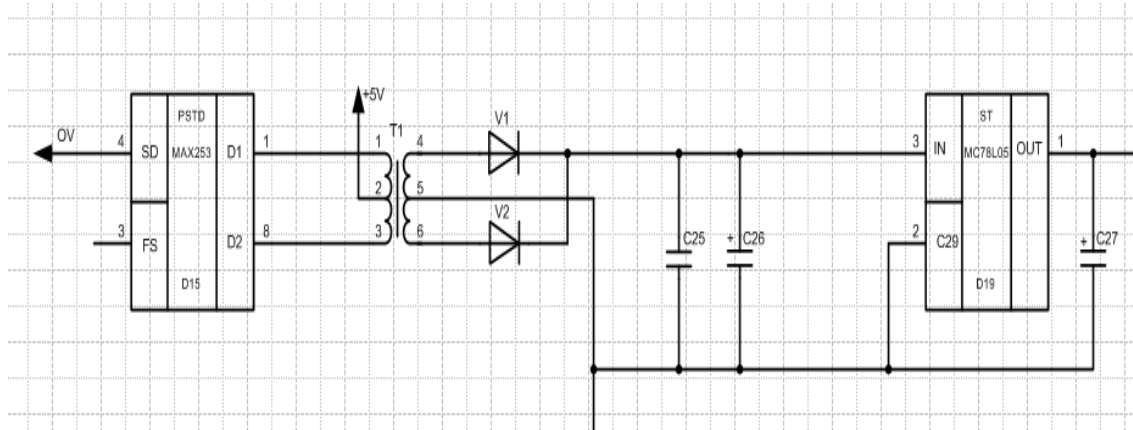 +5V
0V
4
SD
PSTD
MAX253
D1
1
3
FS
D15
D2
8
1
T1
2
3
4
5
6
V1
V2
C25
+
C26
3
IN
ST
MC78L05
OUT
1
2
C29
D19
+
C27